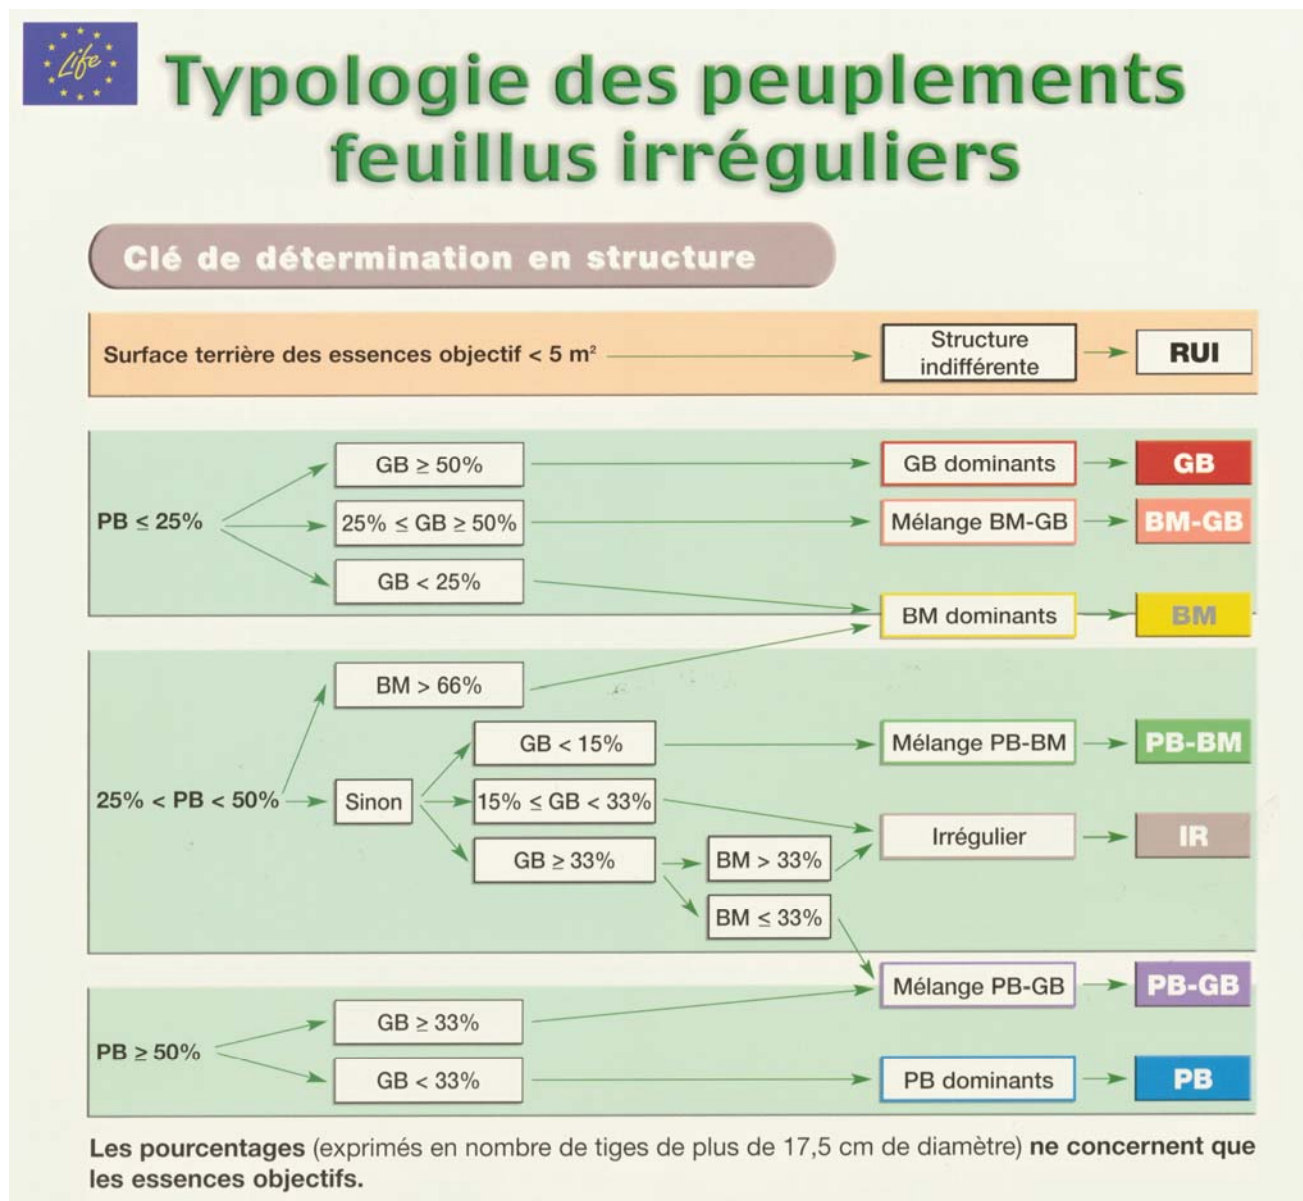 Life
Typologie des peuplements
feuillus irréguliers
Clé de détermination en structure
Surface terrière des essences objectif < 5 m²
Structure
indifférente
RUI
PB ≤ 25%
GB ≥ 50%
GB dominants
GB
25% ≤ GB ≥ 50%
Mélange BM-GB
BM-GB
GB < 25%
BM dominants
BM
25% < PB < 50%
BM > 66%
Sinon
GB < 15%
Mélange PB-BM
PB-BM
15% ≤ GB < 33%
Irrégulier
IR
GB ≥ 33%
BM > 33%
BM ≤ 33%
Mélange PB-GB
PB-GB
PB ≥ 50%
GB ≥ 33%
GB < 33%
PB dominants
PB
Les pourcentages (exprimés en nombre de tiges de plus de 17,5 cm de diamètre) ne concernent que
les essences objectifs.